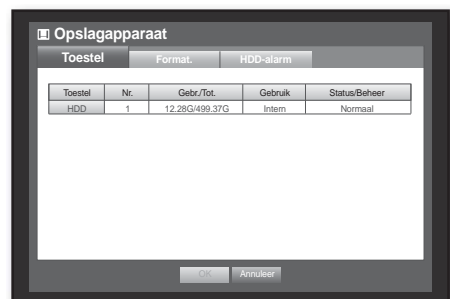 Opslagapparaat
Toestel Format. HDD-alarm
Toestel Nr. Gebr./Tot. Gebruik Status/Beheer
HDD 1 12.28G/499.37G Intern Normaal
OK Annuleer